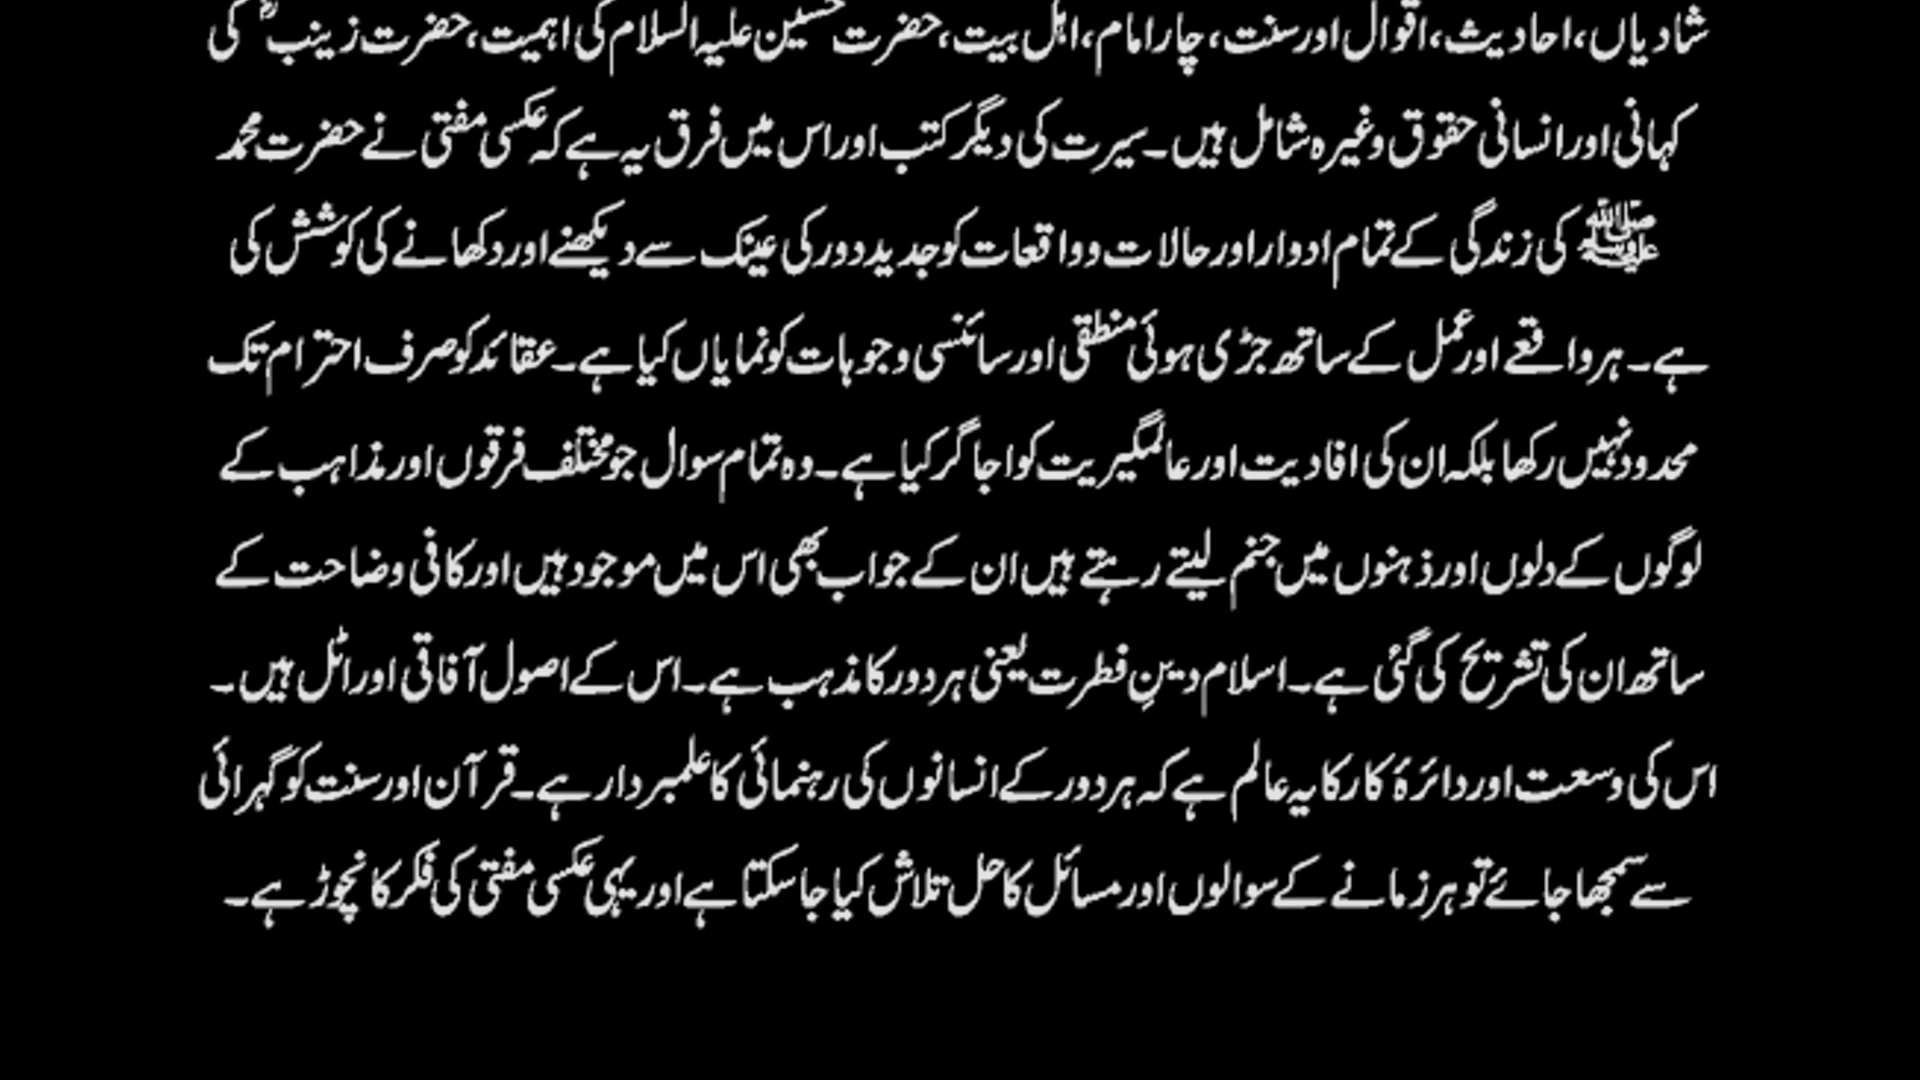 شادیاں، احادیث، اقوال اور سنت، چار امام، اہل بیت، حضرت حسین علیہ السلام کی اہمیت، حضرت زینبؓ کی
کہانی اور انسانی حقوق وغیرہ شامل ہیں۔ سیرت کی دیگر کتب اور اس میں فرق یہ ہے کہ عکسی مفتی نے حضرت محمد
ﷺ کی زندگی کے تمام ادوار اور حالات و واقعات کو جدید دور کی عینک سے دیکھنے اور دکھانے کی کوشش کی
ہے۔ ہر واقعے اور عمل کے ساتھ جڑی ہوئی منطقی اور سائنسی وجوہات کو نمایاں کیا ہے۔ عقائد کو صرف احترام تک
محدود نہیں رکھا بلکہ ان کی افادیت اور عالمگیریت کو اجاگر کیا ہے۔ وہ تمام سوال جو مختلف فرقوں اور مذاہب کے
لوگوں کے دلوں اور ذہنوں میں جنم لیتے رہتے ہیں ان کے جواب بھی اس میں موجود ہیں اور کافی وضاحت کے
ساتھ ان کی تشریح کی گئی ہے۔ اسلام دینِ فطرت یعنی ہر دور کا مذہب ہے۔ اس کے اصول آفاقی اور اٹل ہیں۔
اس کی وسعت اور دائرۂ کار کا یہ عالم ہے کہ ہر دور کے انسانوں کی رہنمائی کا علمبردار ہے۔ قرآن اور سنت کو گہرائی
سے سمجھا جائے تو ہر زمانے کے سوالوں اور مسائل کا حل تلاش کیا جا سکتا ہے اور یہی عکسی مفتی کی فکر کا نچوڑ ہے۔